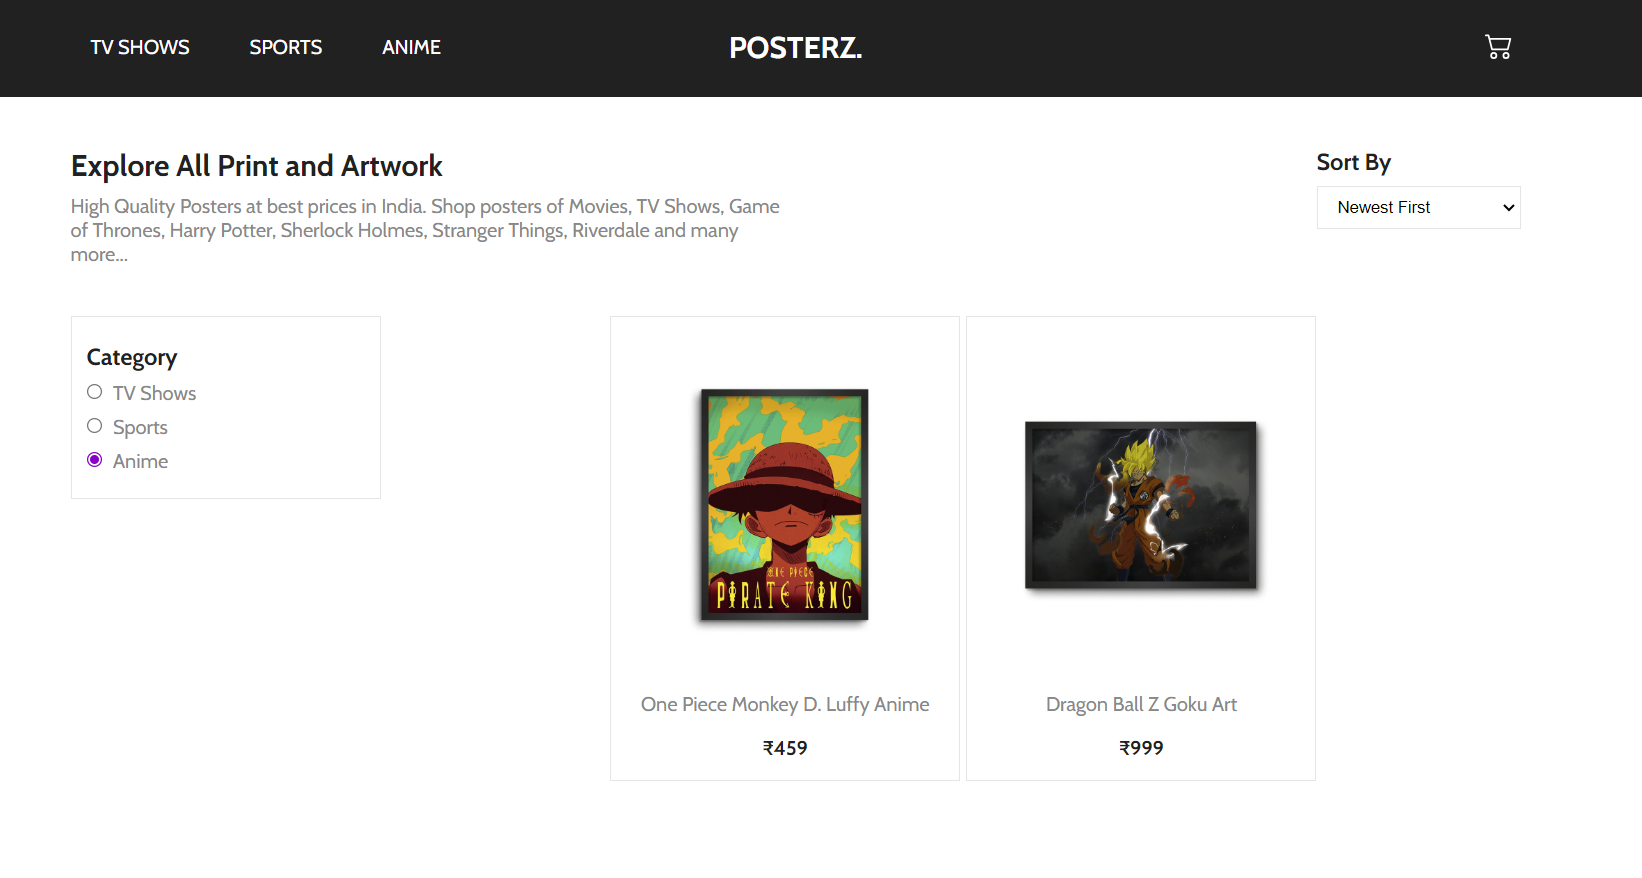 TV SHOWS SPORTS ANIME POSTERZ.
Explore All Print and Artwork
High Quality Posters at best prices in India. Shop posters of Movies, TV Shows, Game
of Thrones, Harry Potter, Sherlock Holmes, Stranger Things, Riverdale and many
more...
Sort By
Newest First
Category
TV Shows
Sports
Anime
ONE PIECE
PIRATE KING
One Piece Monkey D. Luffy Anime
₹459
Dragon Ball Z Goku Art
₹999